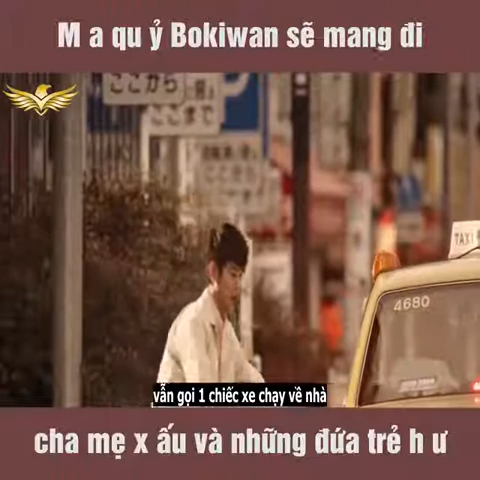 M a qu ỷ Bokiwan sẽ mang đi
ここから
ここまで
TAXI
4680
vẫn gọi 1 chiếc xe chạy về nhà
cha mẹ x ấu và những đứa trẻ h ư